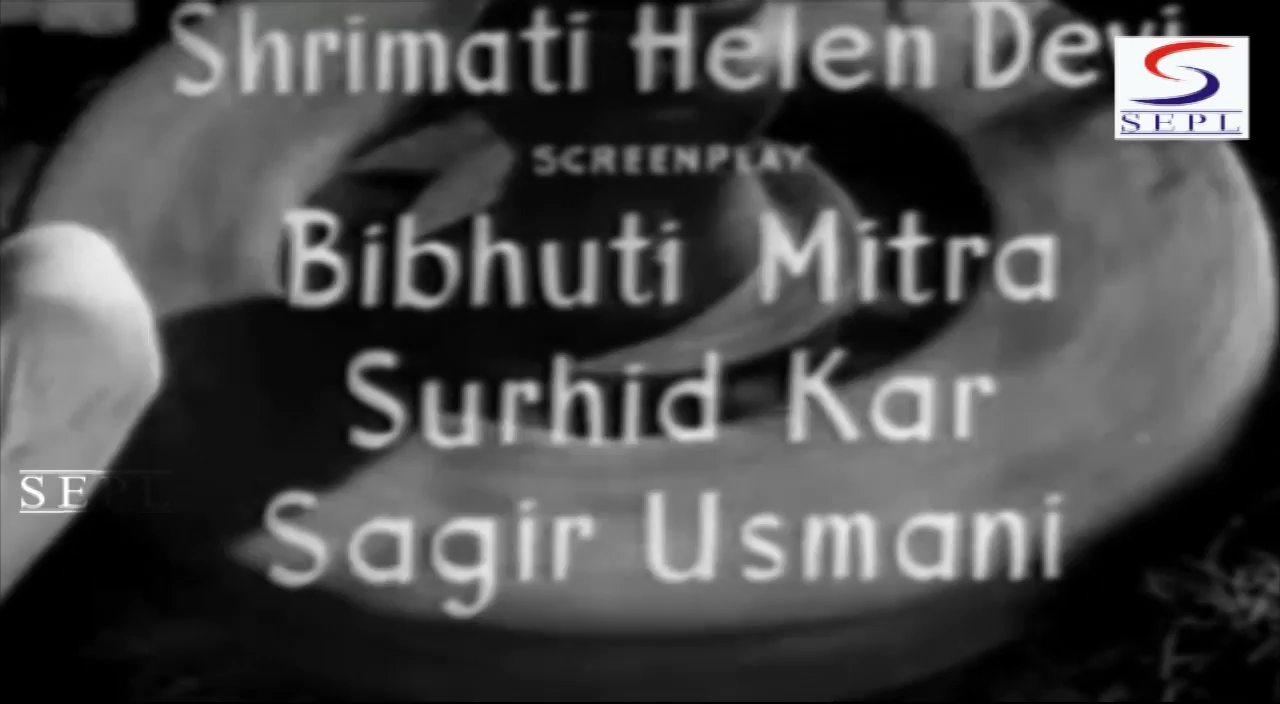 Shrimati Helen Devi
SEPL
SCREENPLAY
Bibhuti Mitra
Surhid Kar
SEPL
Sagir Usmani